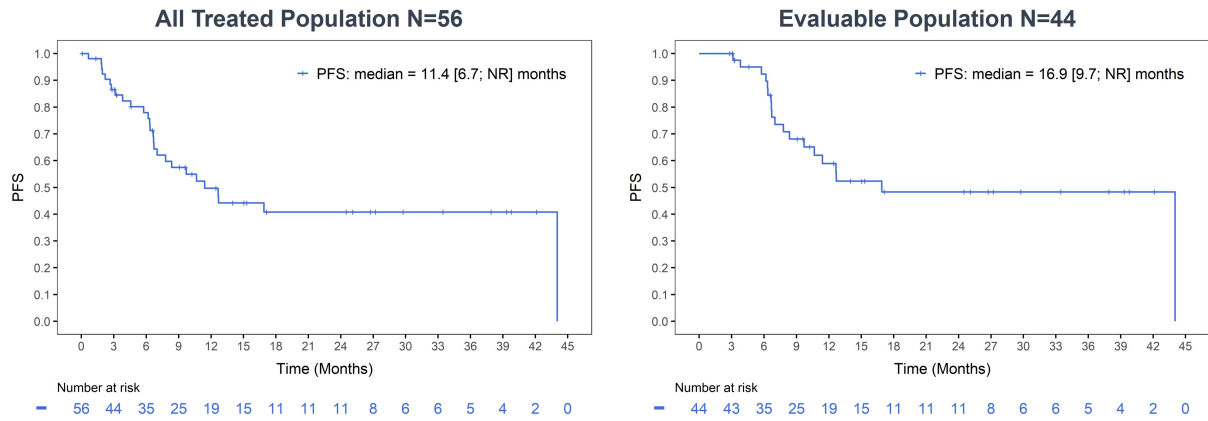 All Treated Population N=56
PFS: median = 11.4 [6.7; NR] months
PFS
1.0
0.9
0.8
0.7
0.6
0.5
0.4
0.3
0.2
0.1
0.0
0 3 6 9 12 15 18 21 24 27 30 33 36 39 42 45
Time (Months)
Number at risk
56 44 35 25 19 15 11 11 11 8 6 6 5 4 2 0
Evaluable Population N=44
PFS: median = 16.9 [9.7; NR] months
PFS
1.0
0.9
0.8
0.7
0.6
0.5
0.4
0.3
0.2
0.1
0.0
0 3 6 9 12 15 18 21 24 27 30 33 36 39 42 45
Time (Months)
Number at risk
44 43 35 25 19 15 11 11 11 8 6 6 5 4 2 0